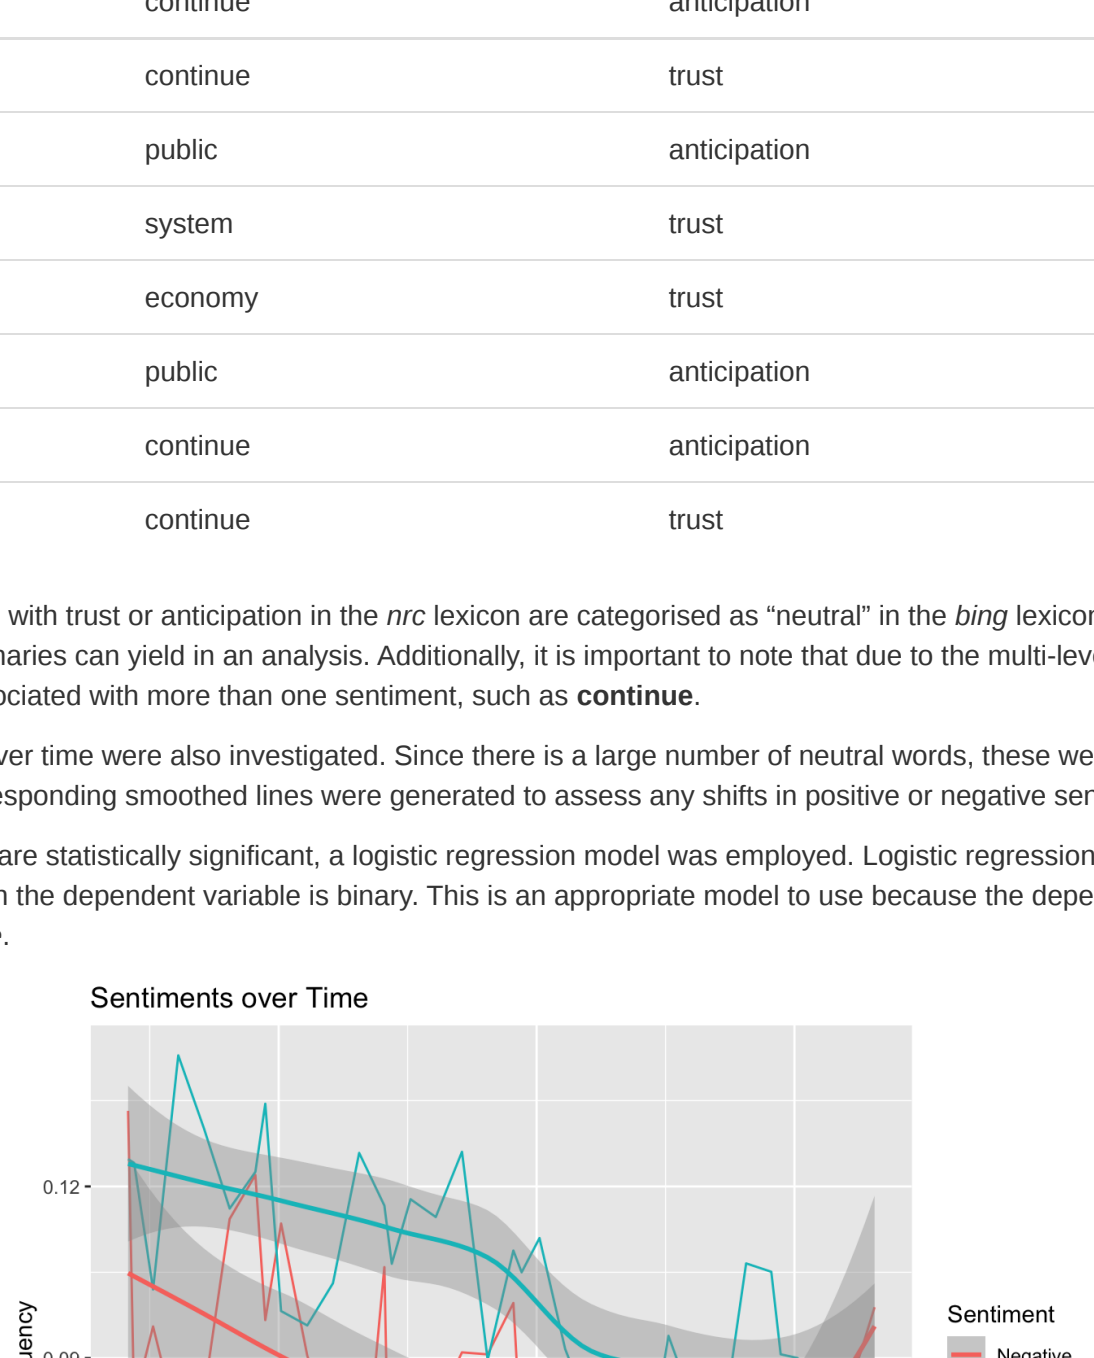 continue anticipation
continue trust
public anticipation
system trust
economy trust
public anticipation
continue anticipation
continue trust
with trust or anticipation in the nrc lexicon are categorised as “neutral” in the bing lexicon
naries can yield in an analysis. Additionally, it is important to note that due to the multi-lev
ociated with more than one sentiment, such as continue.
ver time were also investigated. Since there is a large number of neutral words, these we
esponding smoothed lines were generated to assess any shifts in positive or negative sen
are statistically significant, a logistic regression model was employed. Logistic regression
n the dependent variable is binary. This is an appropriate model to use because the depe
Sentiments over Time
0.12
uency
0.09
Sentiment
Negative